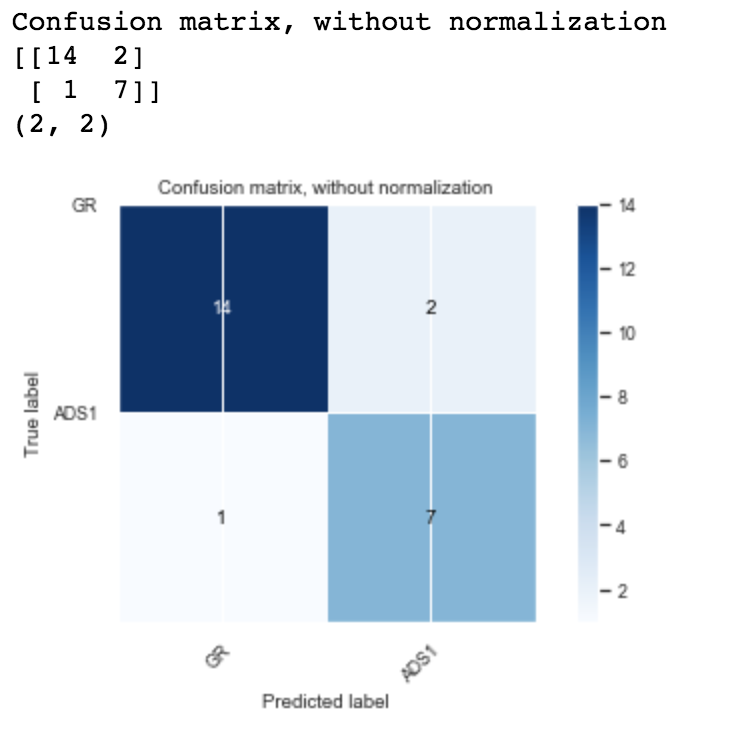 Confusion matrix, without normalization
[[14  2]
 [ 1  7]]
(2, 2)
Confusion matrix, without normalization
GR
14
2
True label
ADS1
1
7
GR
ADS1
Predicted label
14
12
10
8
6
4
2